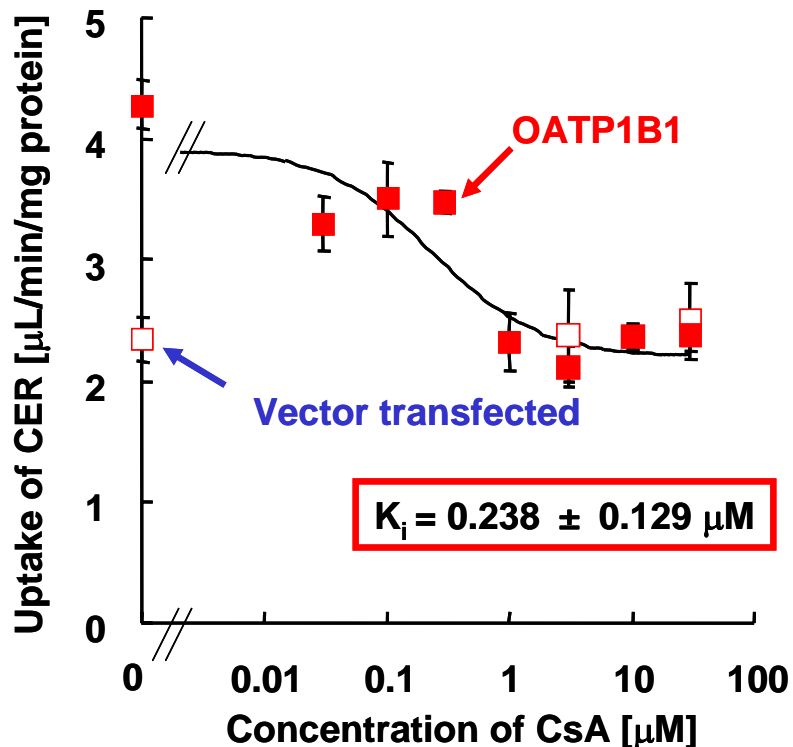 Uptake of CER [μL/min/mg protein]
5
4
3
2
1
0
OATP1B1
Vector transfected
Ki = 0.238 ± 0.129 μM
0 0.01 0.1 1 10 100
Concentration of CsA [μM]